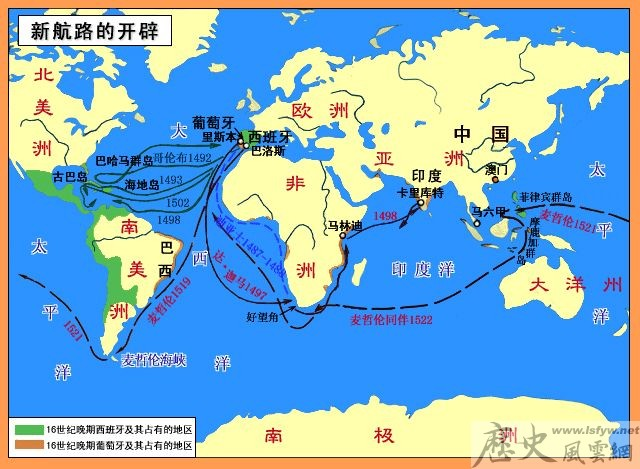 新航路的开辟
北
美
洲
大
西
洋
葡萄牙
里斯本
西班牙
巴洛斯
欧洲
亚洲
中国
澳门
太
平
洋
巴哈马群岛
哥伦布1492
古巴岛
海地岛
1493
1502
1498
非
洲
印度
卡里库特
马林迪
1498
马六甲
菲律宾群岛
麦哲伦1521
摩鹿加群岛
南
美
洲
巴
西
达·迦马1497
印度洋
大洋洲
太
平
洋
1521
麦哲伦1519
好望角
麦哲伦同伴1522
麦哲伦海峡
南极洲
16世纪晚期西班牙及其占有的地区
16世纪晚期葡萄牙及其占有的地区
www.lsfyw.net
歷史風雲網